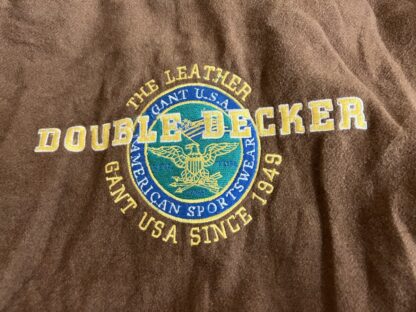 THE LEATHER
GANT U.S.A
DOUBLE DECKER
AMERICAN SPORTSWEAR
GANT USA SINCE 1949